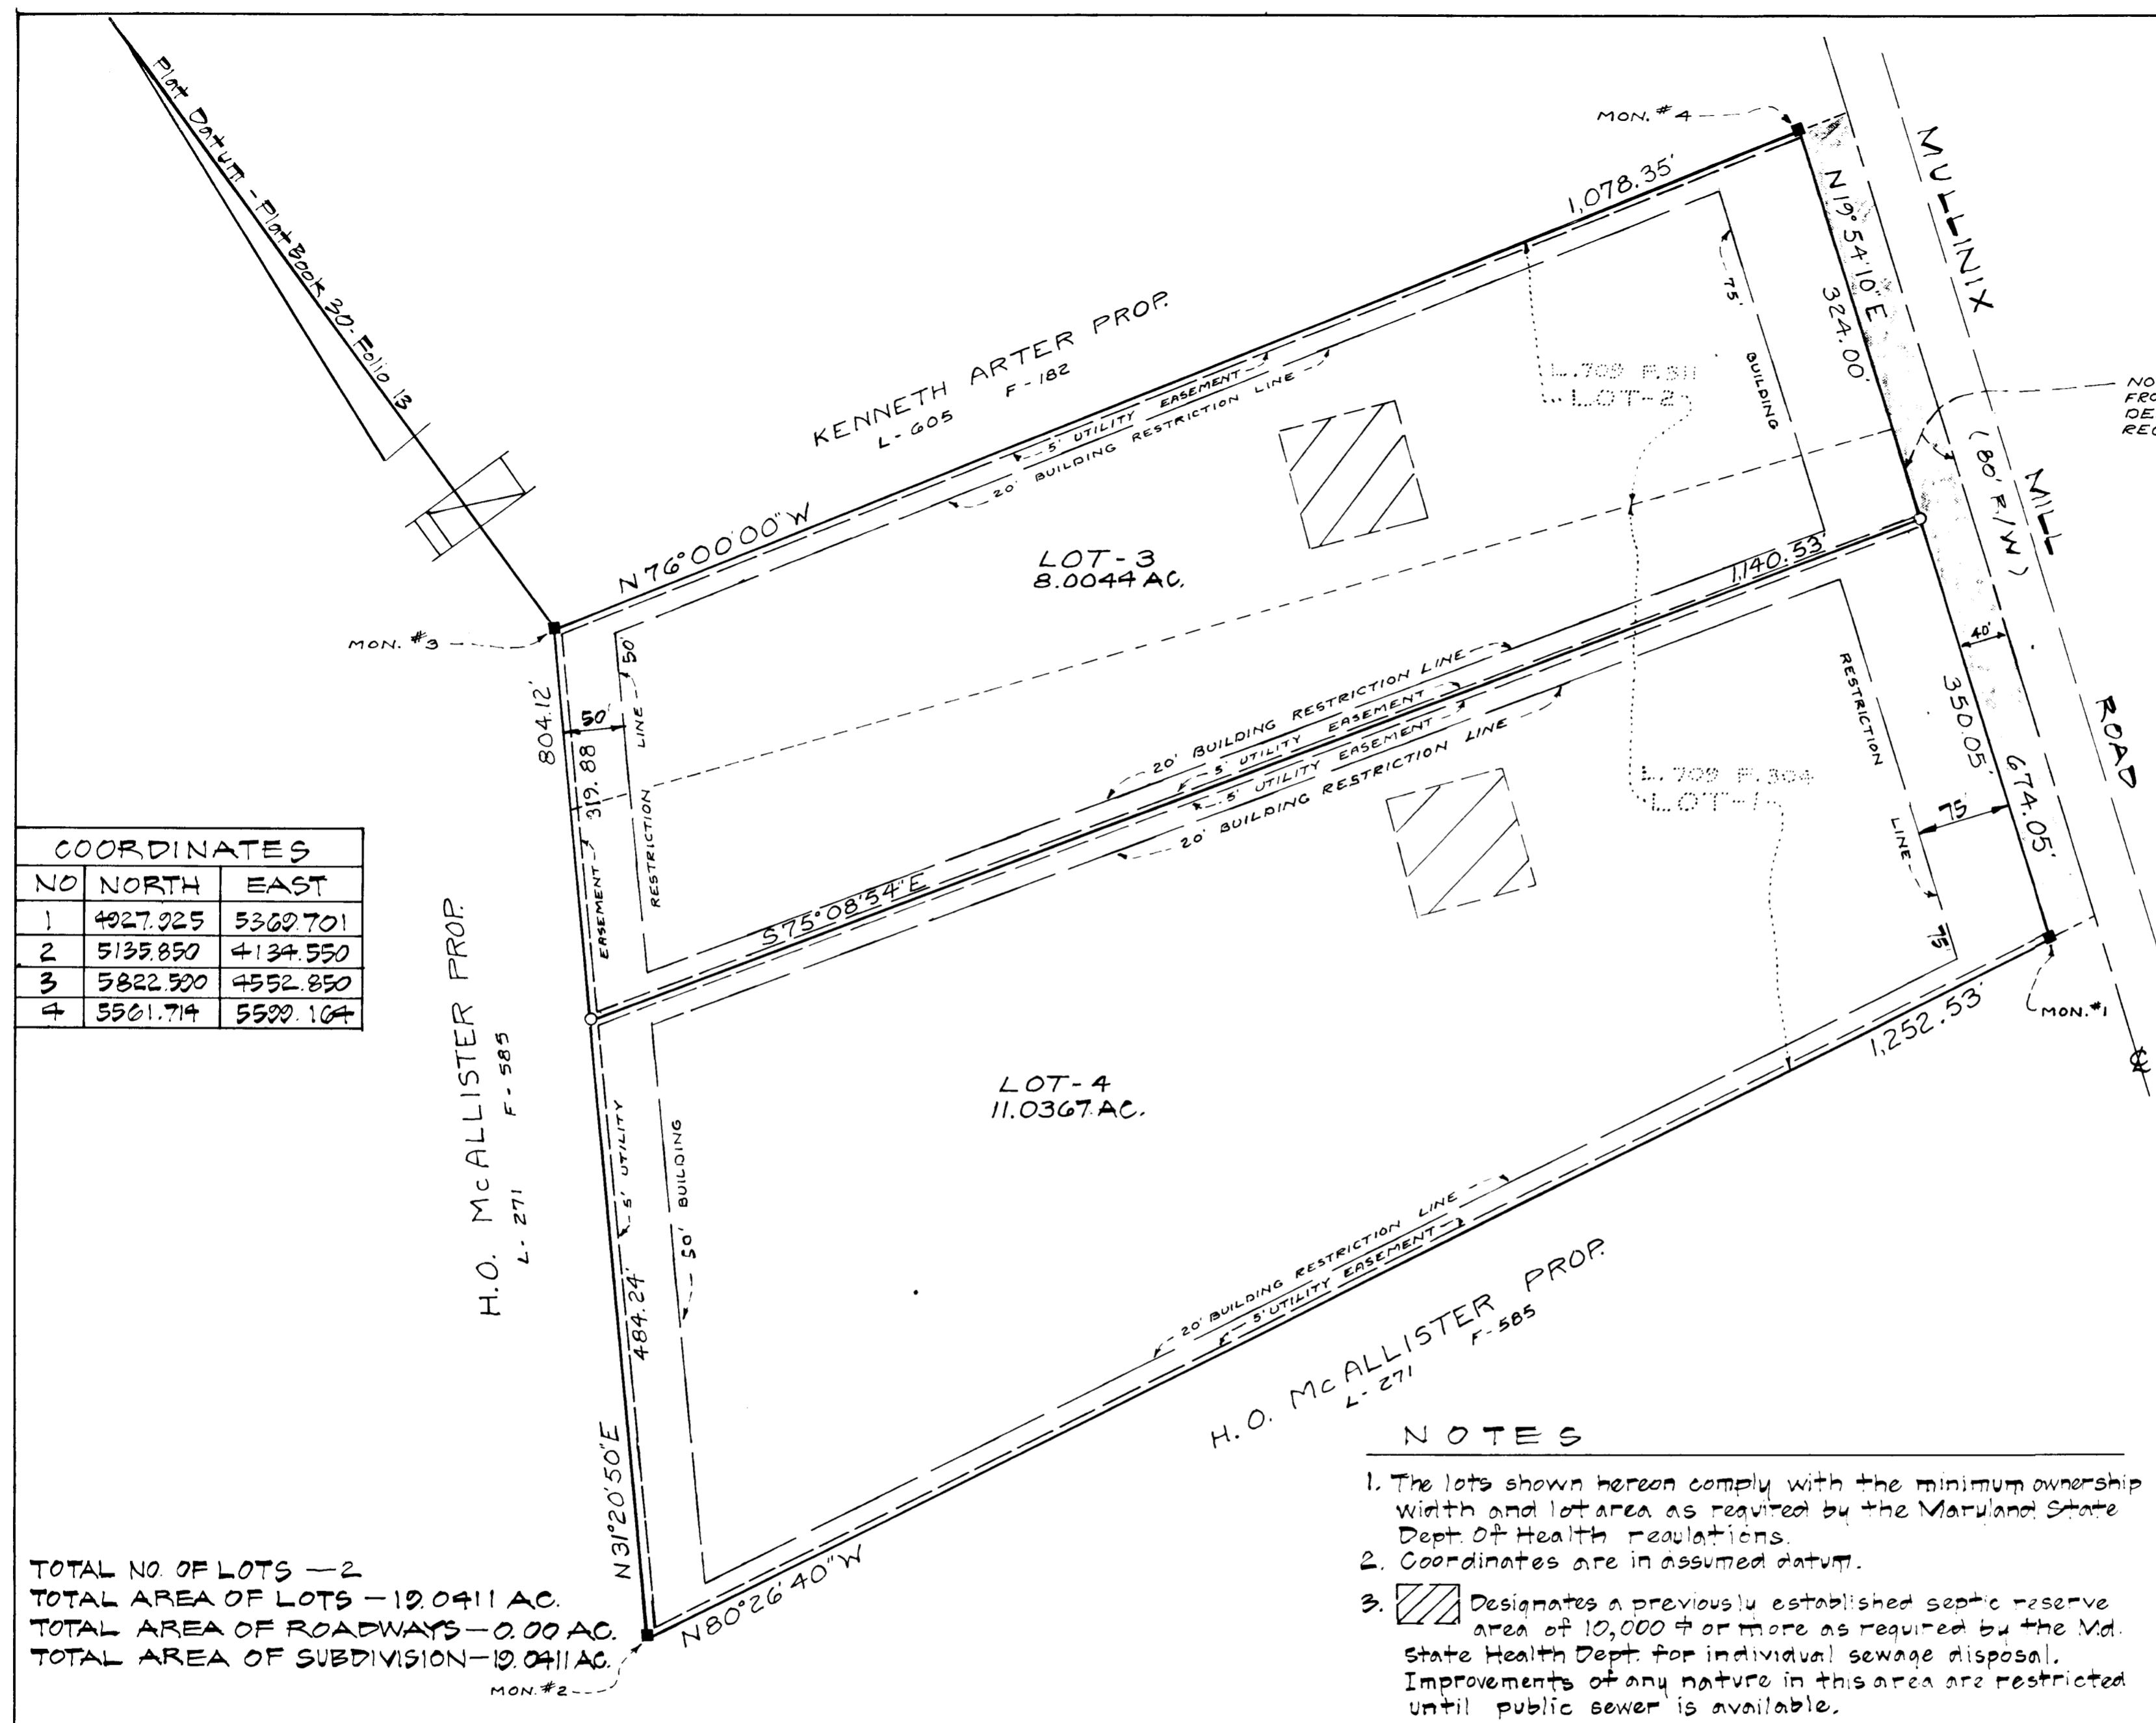 Plat Datum - Plat Book 30 - Folio 13
MON. #4
1,078.35'
MULLINIX
N19°54'10"E
324.00'
75'
BUILDING
KENNETH ARTER PROP.
L-605 F-182
5' UTILITY EASEMENT
20' BUILDING RESTRICTION LINE
L.709 F.311
LOT-2
(80' R/W)
MILL
N76°00'00"W
LOT-3
8.0044 AC.
1,140.53'
MON. #3
50'
LINE
804.12'
50'
319.88
EASEMENT
RESTRICTION
20' BUILDING RESTRICTION LINE
5' UTILITY EASEMENT
5' UTILITY EASEMENT
20' BUILDING RESTRICTION LINE
RESTRICTION
40'
350.05'
ROAD
674.05'
L.709 F.304
LOT-1
75'
LINE
75'
S75°08'54"E
COORDINATES
NO NORTH EAST
1 4927.925 5369.701
2 5135.850 4134.550
3 5822.590 4552.850
4 5561.714 5599.164
H.O. McALLISTER PROP.
L-271 F-585
MON. #1
1,252.53'
LOT-4
11.0367 AC.
5' UTILITY
50' BUILDING
484.24'
20' BUILDING RESTRICTION LINE
5' UTILITY EASEMENT
H.O. McALLISTER PROP.
L-271 F-585
N31°20'50"E
N80°26'40"W
MON. #2
TOTAL NO. OF LOTS — 2
TOTAL AREA OF LOTS — 19.0411 AC.
TOTAL AREA OF ROADWAYS — 0.00 AC.
TOTAL AREA OF SUBDIVISION — 19.0411 AC.
NOTES
1. The lots shown hereon comply with the minimum ownership
width and lot area as required by the Maryland State
Dept. Of Health regulations.
2. Coordinates are in assumed datum.
3. Designates a previously established septic reserve
area of 10,000 or more as required by the Md.
State Health Dept. for individual sewage disposal.
Improvements of any nature in this area are restricted
until public sewer is available.